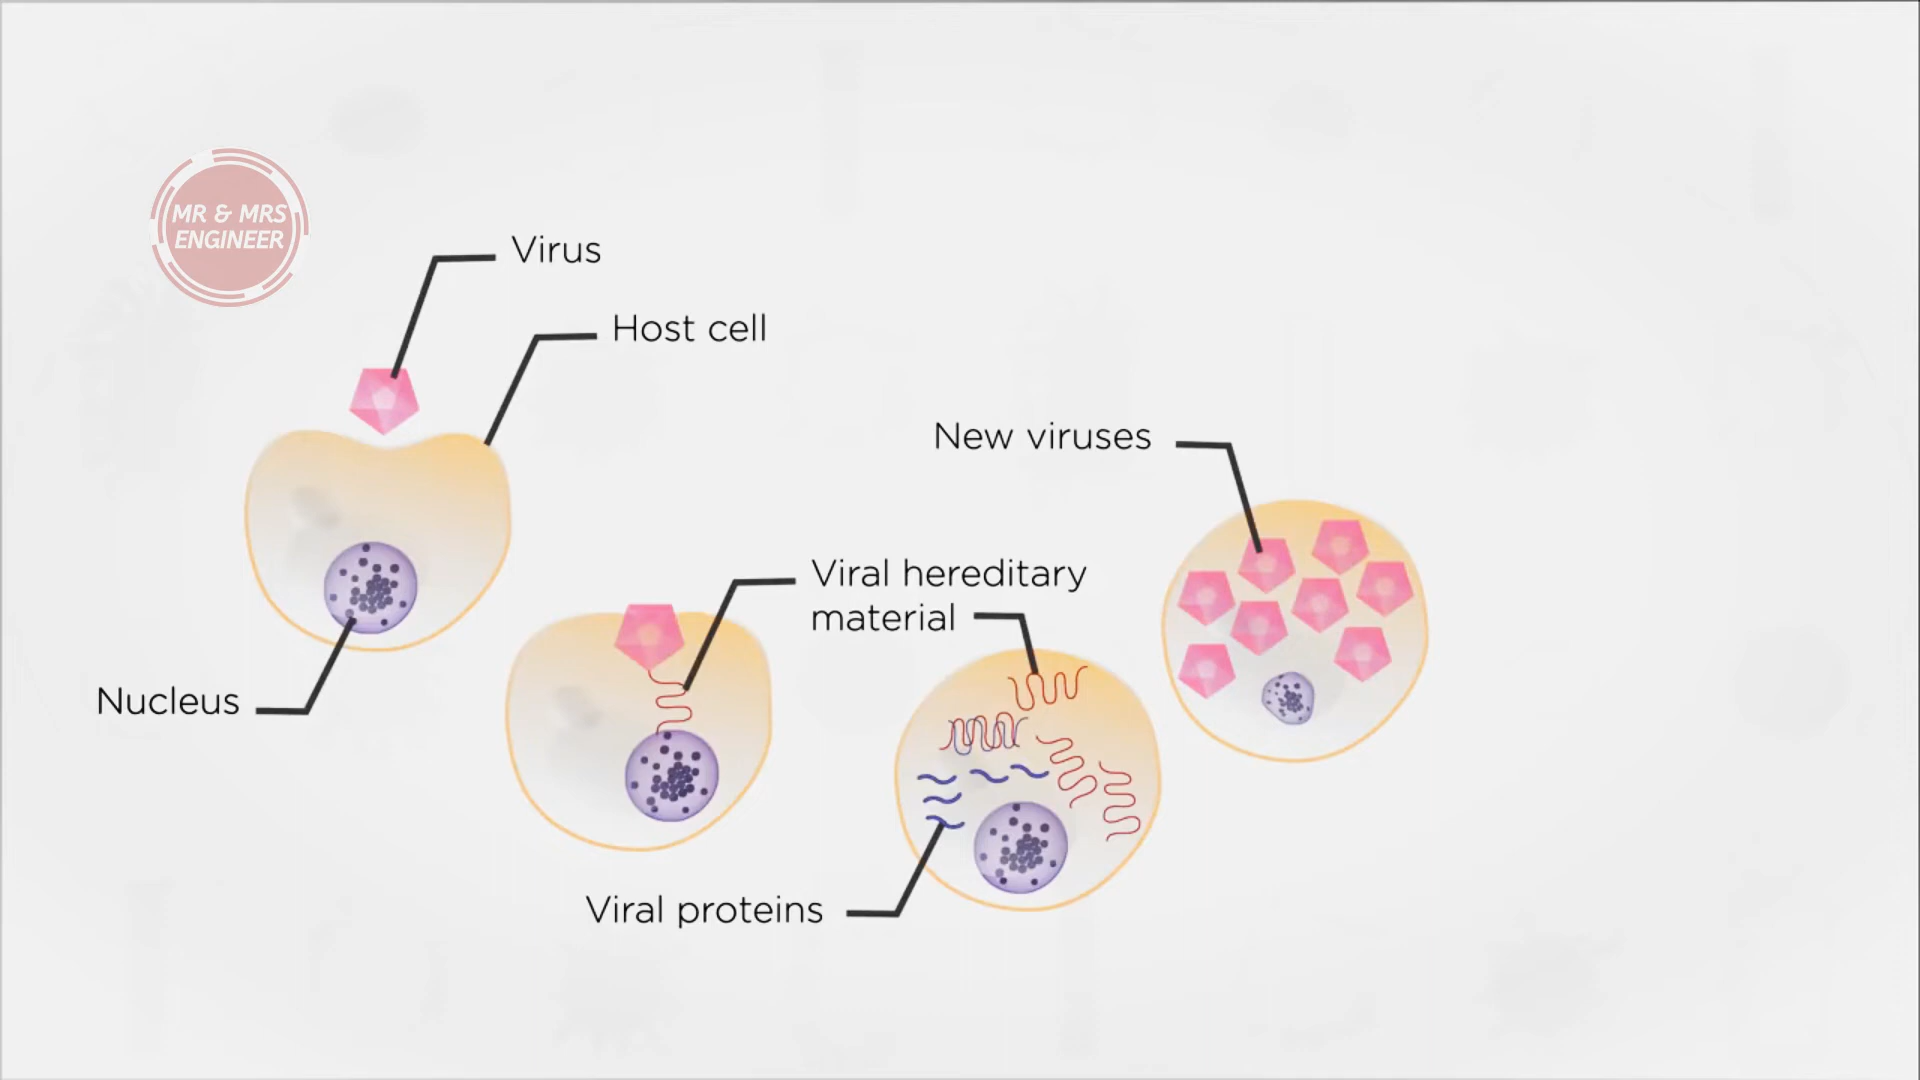 MR & MRS
ENGINEER
Virus
Host cell
New viruses
Viral hereditary
material
Nucleus
Viral proteins